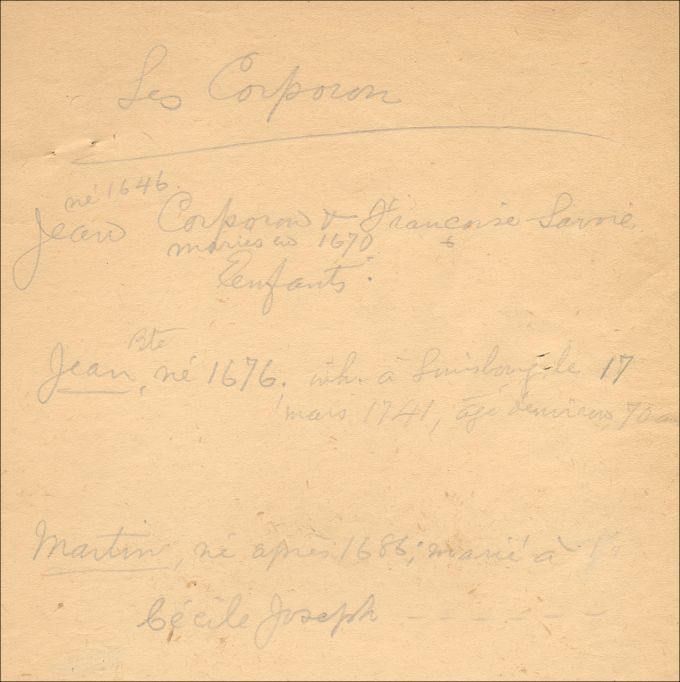 Les Corporon
né 1646.
Jean Corporon & Françoise Savoie
mariés en 1670
Enfants:
Jean Bte, né 1676. inh. à Louisbourg le 17
mars 1741, âgé d'environ 70 an
Martin, né après 1686; marié à
Cécile Joseph - - - - - -